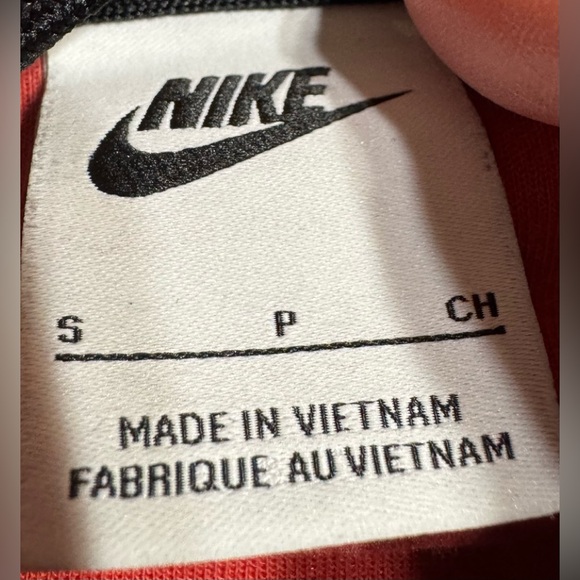 NIKE
S P CH
MADE IN VIETNAM
FABRIQUE AU VIETNAM